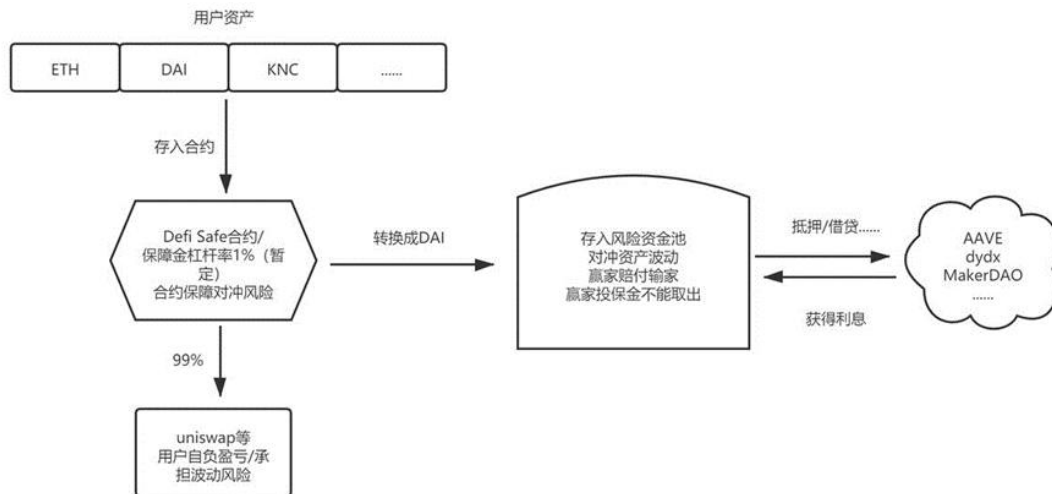 用户资产
ETH
DAI
KNC
......
存入合约
Defi Safe合约/
保障金杠杆率1%（暂
定）
合约保障对冲风险
转换成DAI
存入风险资金池
对冲资产波动
赢家赔付输家
赢家投保金不能取出
抵押/借贷......
获得利息
AAVE
dydx
MakerDAO
......
99%
uniswap等
用户自负盈亏/承
担波动风险